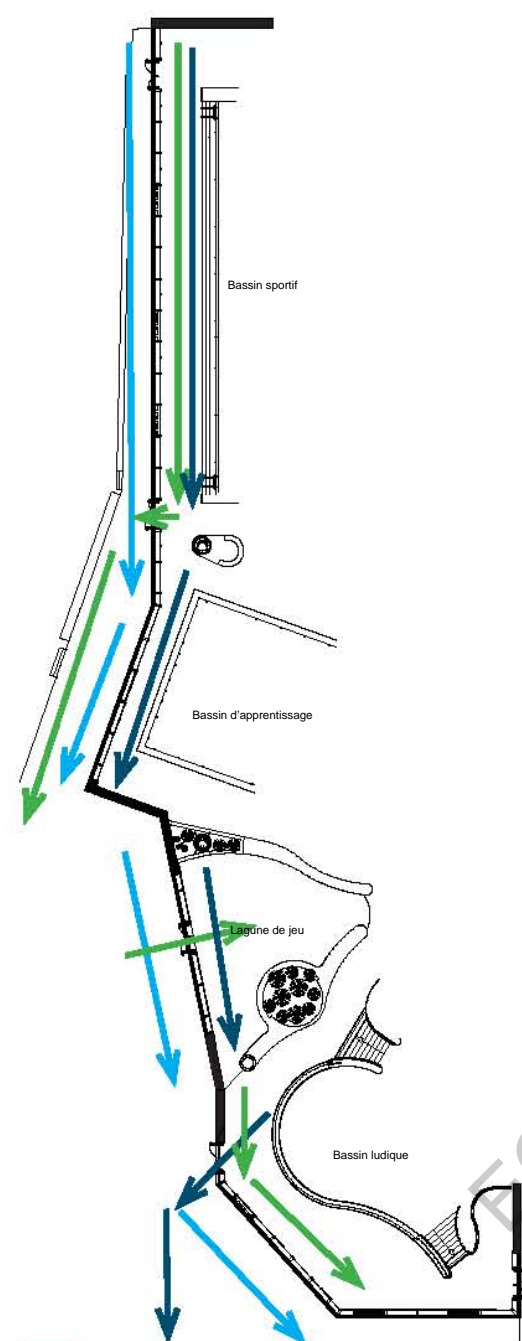 Bassin sportif
Bassin d'apprentissage
Lagune de jeu
Bassin ludique